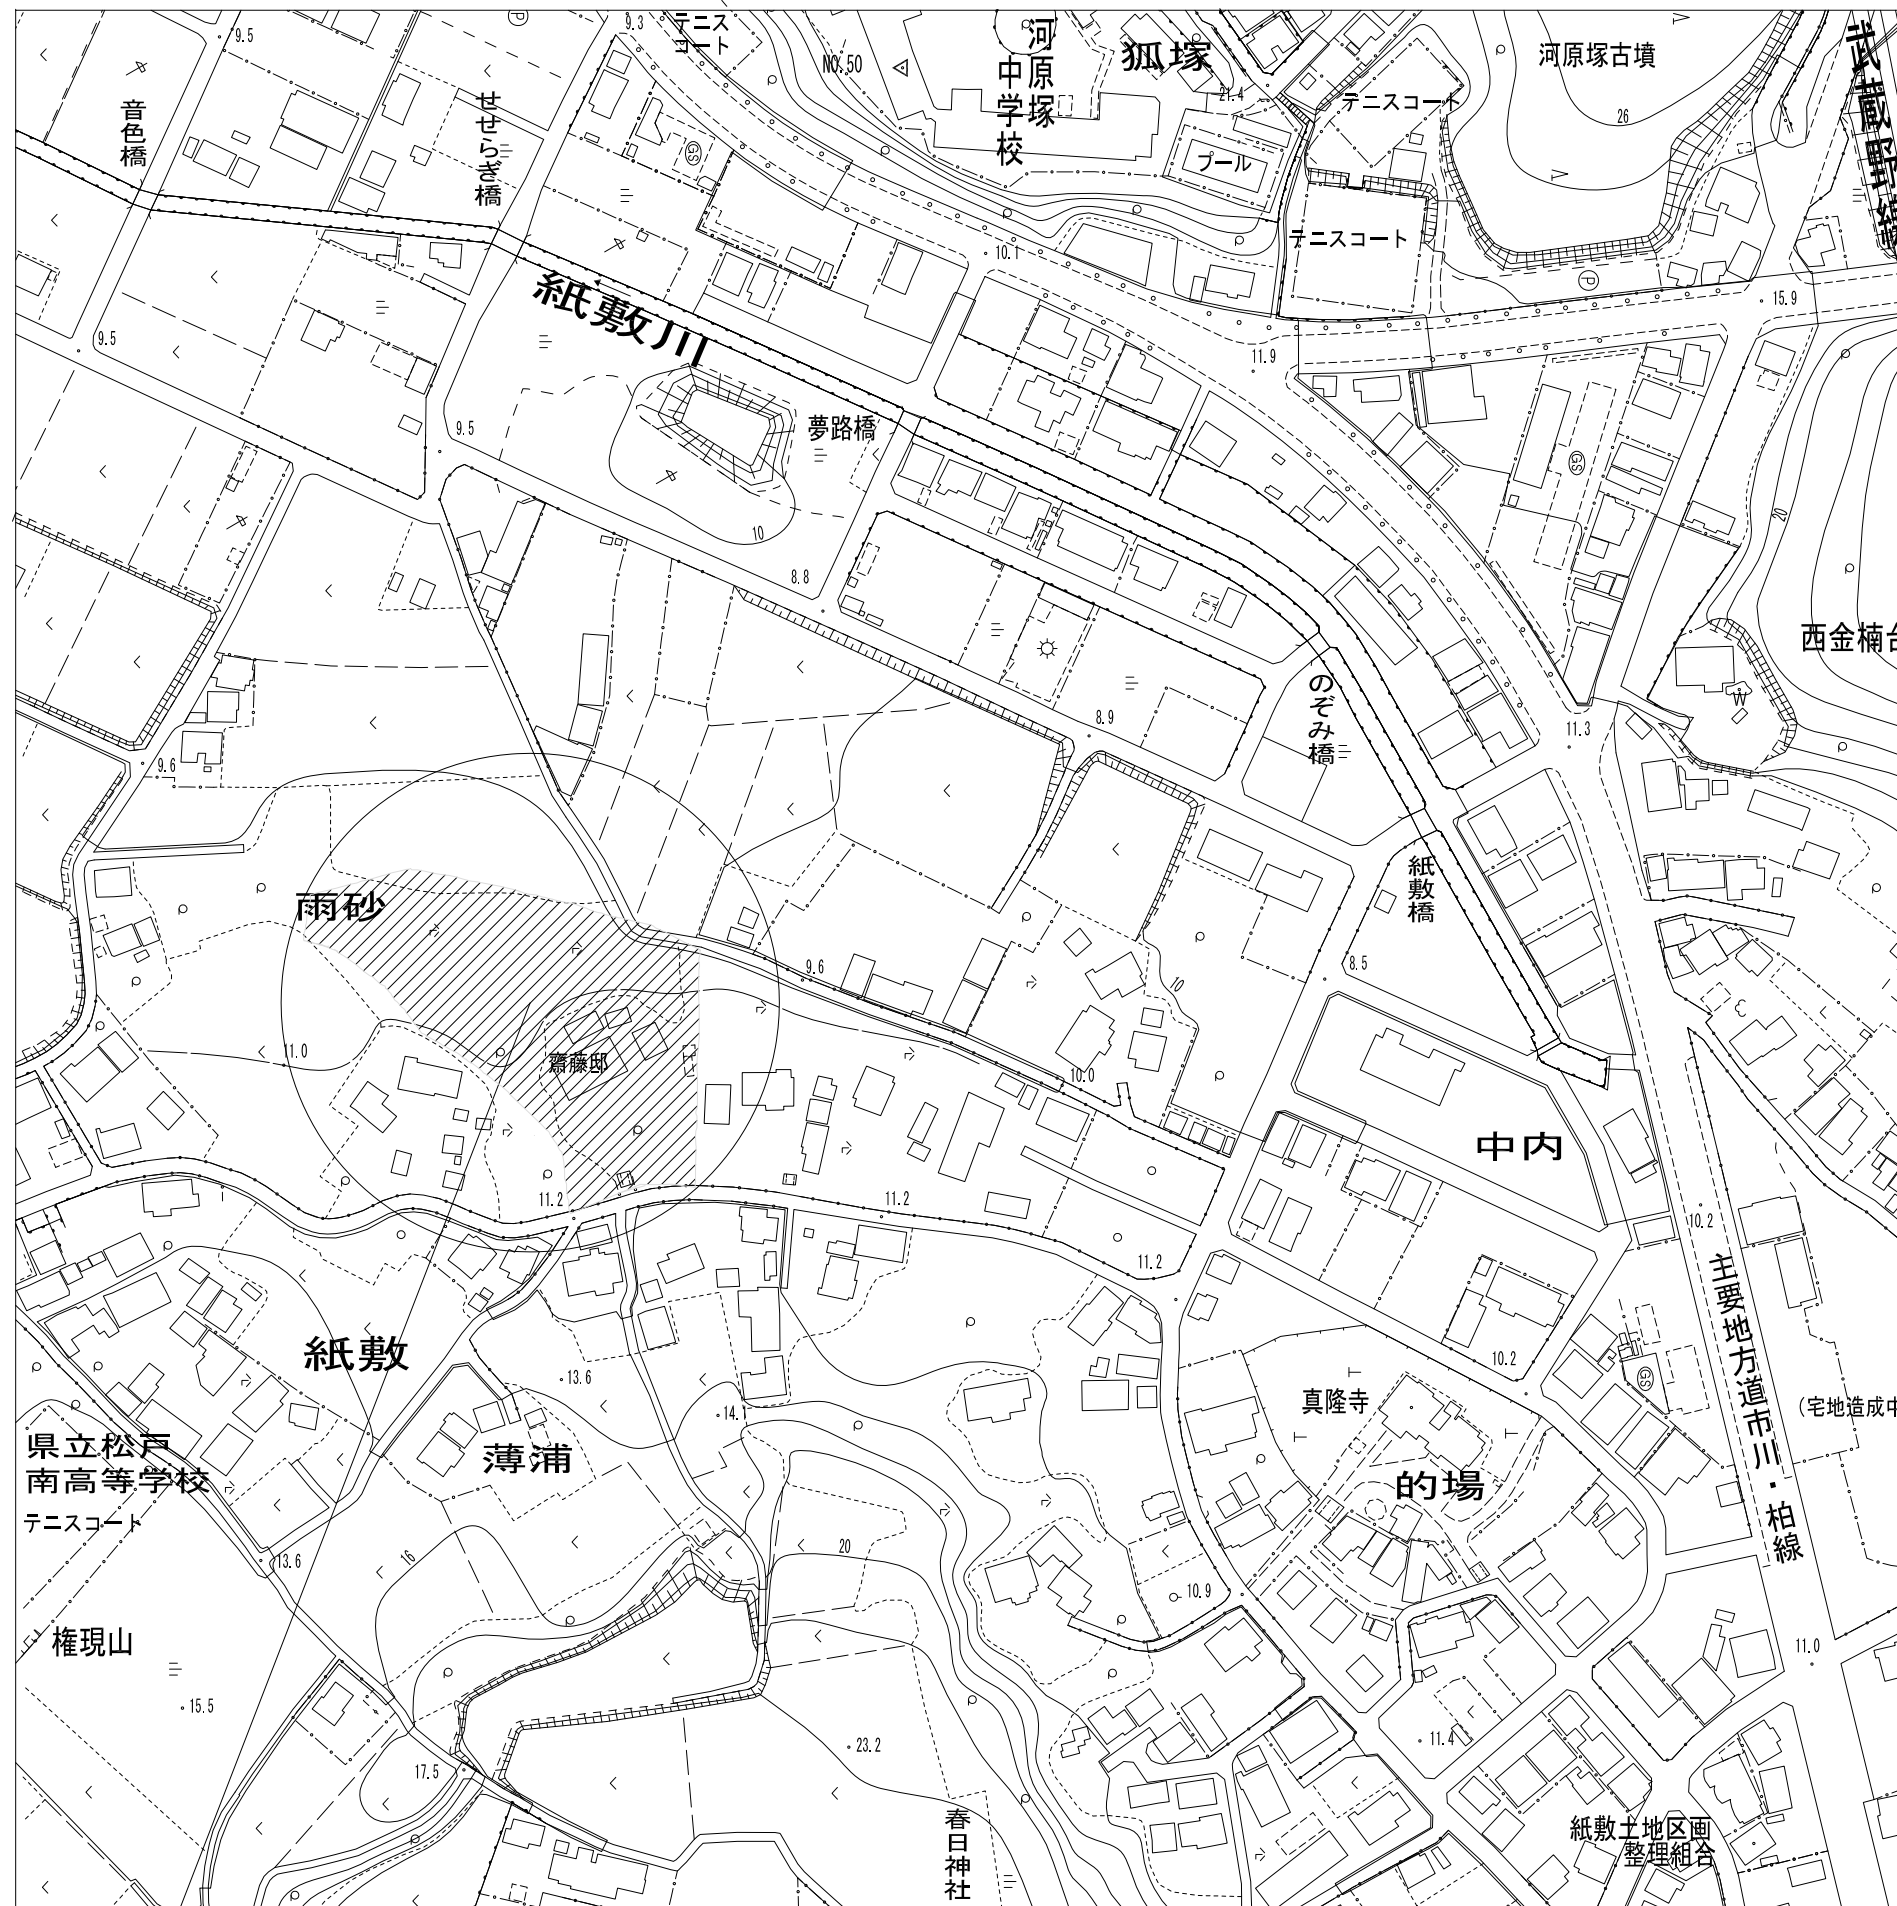 9.3
テニス
コート
9.5
NO.50
河原塚
中学校
狐塚
21.4
テニスコート
河原塚古墳
26
武蔵野線
音色橋
せせらぎ橋
GS
プール
テニスコート
P
10.1
15.9
紙敷川
9.5
11.9
夢路橋
9.5
10
GS
20
8.8
西金楠台
のぞみ橋
8.9
11.3
W
9.6
紙敷橋
雨砂
9.6
8.5
10
11.0
齋藤邸
10.0
中内
11.2
11.2
11.2
10.2
主要地方道市川・柏線
紙敷
13.6
14.1
10.2
GS
真隆寺
(宅地造成中
県立松戸
南高等学校
テニスコート
薄浦
的場
13.6
16
20
10.9
権現山
15.5
11.0
17.5
23.2
11.4
春日神社
紙敷土地区画
整理組合